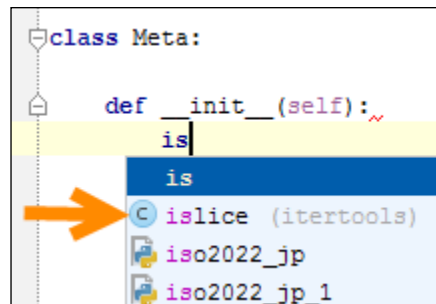 class Meta:
def __init__(self):
is
is
C islice (itertools)
iso2022_jp
iso2022_jp_1